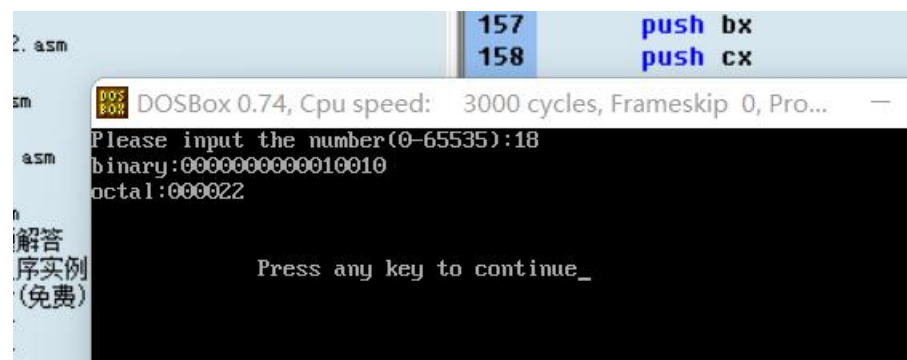 157 push bx
2. asm
158 push cx
sm
DOSBox 0.74, Cpu speed: 3000 cycles, Frameskip 0, Pro...
Please input the number(0-65535):18
asm
binary:0000000000010010
octal:000022
解答
序实例
Press any key to continue_
(免费)